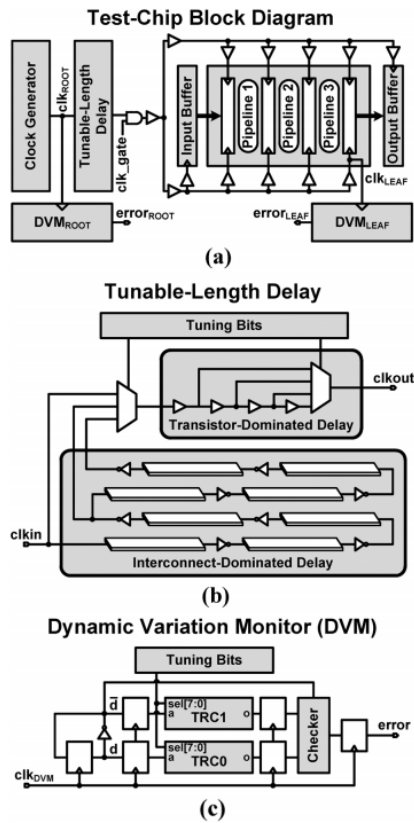 Test-Chip Block Diagram
Clock Generator
clkROOT
Tunable-Length
Delay
clk_gate
Input Buffer
Pipeline 1
Pipeline 2
Pipeline 3
Output Buffer
clkLEAF
DVMROOT
errorROOT
errorLEAF
DVMLEAF
(a)
Tunable-Length Delay
Tuning Bits
clkout
Transistor-Dominated Delay
clkin
Interconnect-Dominated Delay
(b)
Dynamic Variation Monitor (DVM)
Tuning Bits
d̅
sel[7:0]
a
TRC1
o
d
sel[7:0]
a
TRC0
o
Checker
error
clkDVM
(c)